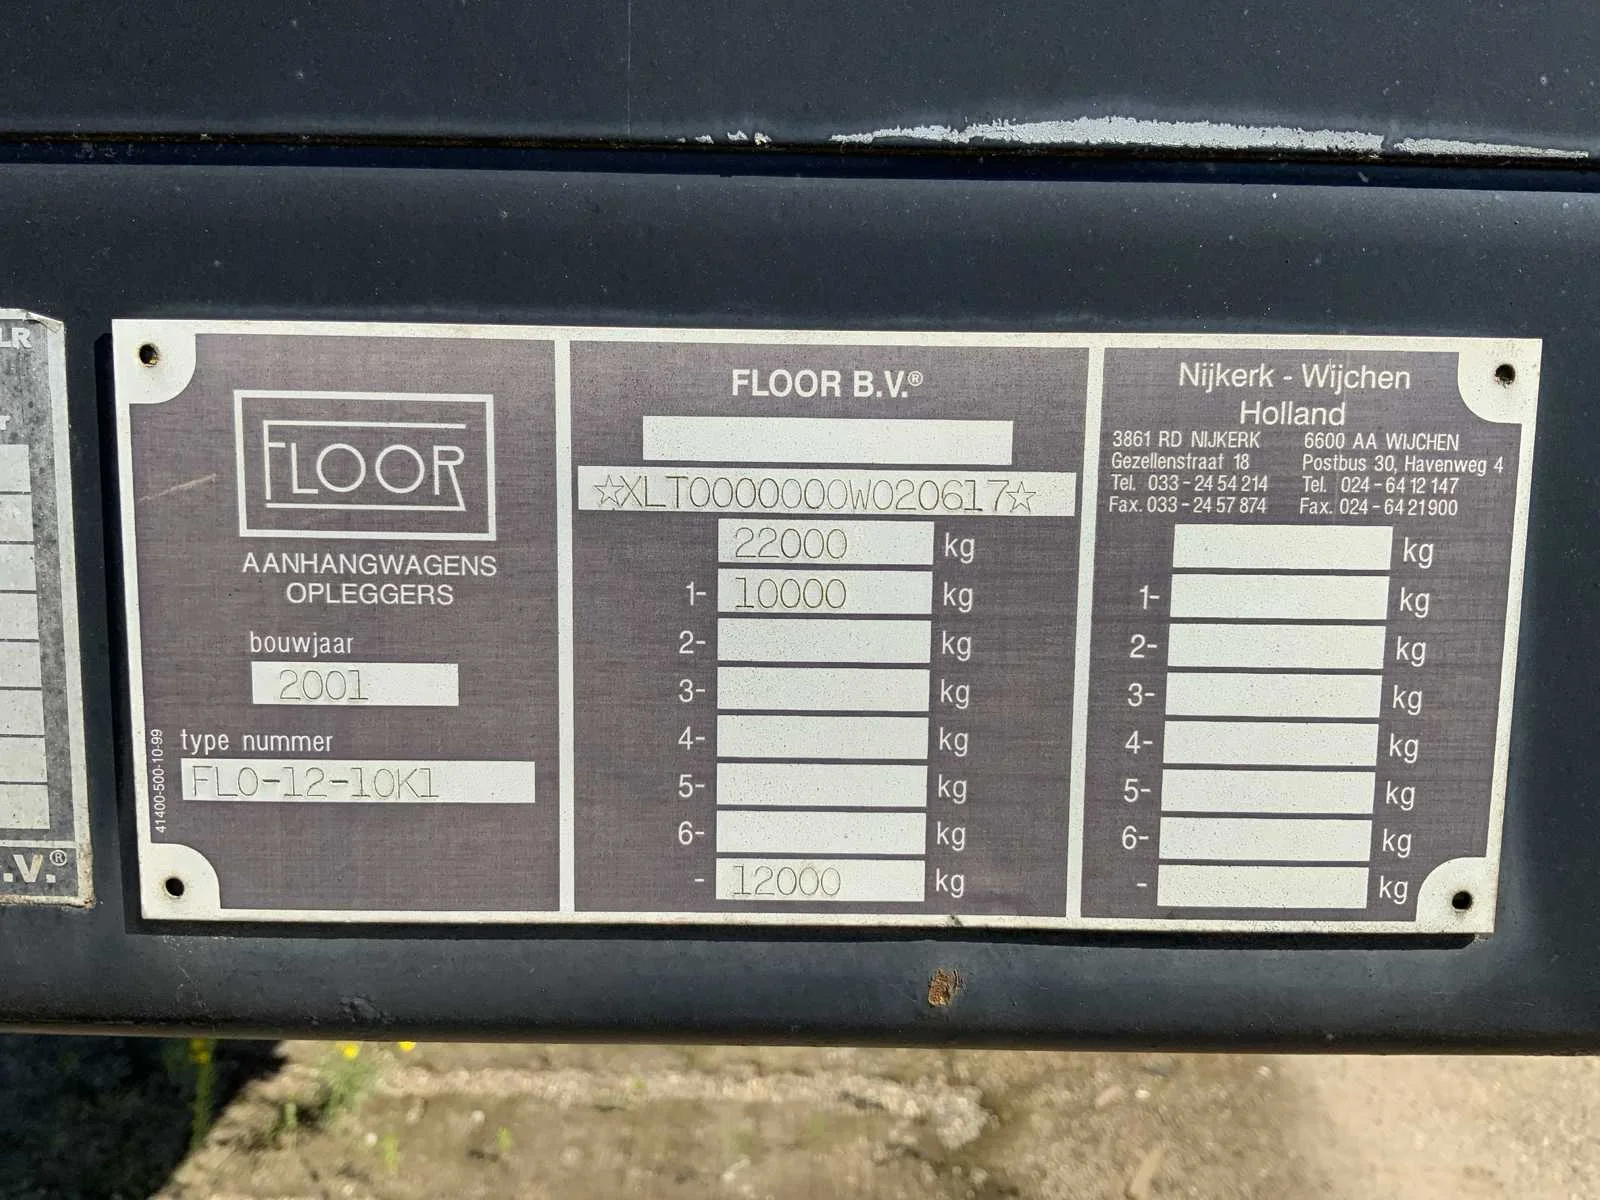 LR
r
.V.®
FLOOR
AANHANGWAGENS
OPLEGGERS
bouwjaar
2001
type nummer
FLO-12-10K1
41400-500-10-99
FLOOR B.V.®
☆XLT0000000W020617☆
22000 kg
1- 10000 kg
2- kg
3- kg
4- kg
5- kg
6- kg
- 12000 kg
Nijkerk - Wijchen
Holland
3861 RD NIJKERK 6600 AA WIJCHEN
Gezellenstraat 18 Postbus 30, Havenweg 4
Tel. 033-24 54 214 Tel. 024-64 12 147
Fax. 033-24 57 874 Fax. 024-64 21 900
kg
1- kg
2- kg
3- kg
4- kg
5- kg
6- kg
- kg